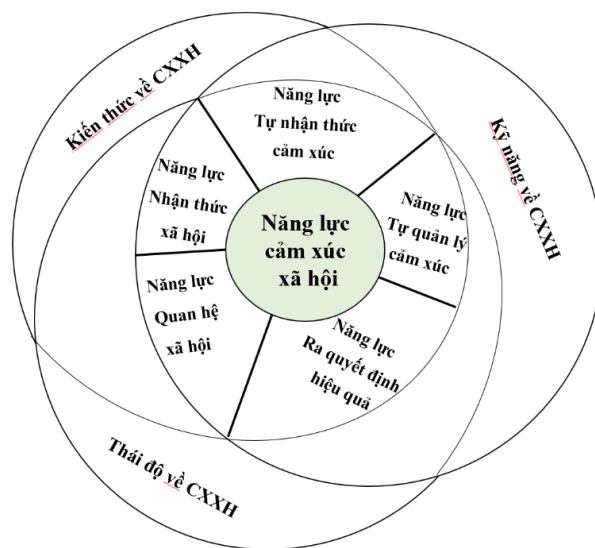 Kiến thức về CXXH
Kỹ năng về CXXH
Năng lực
Tự nhận thức
cảm xúc
Năng lực
Nhận thức
xã hội
Năng lực
Tự quản lý
cảm xúc
Năng lực
cảm xúc
xã hội
Năng lực
Quan hệ
xã hội
Năng lực
Ra quyết định
hiệu quả
Thái độ về CXXH